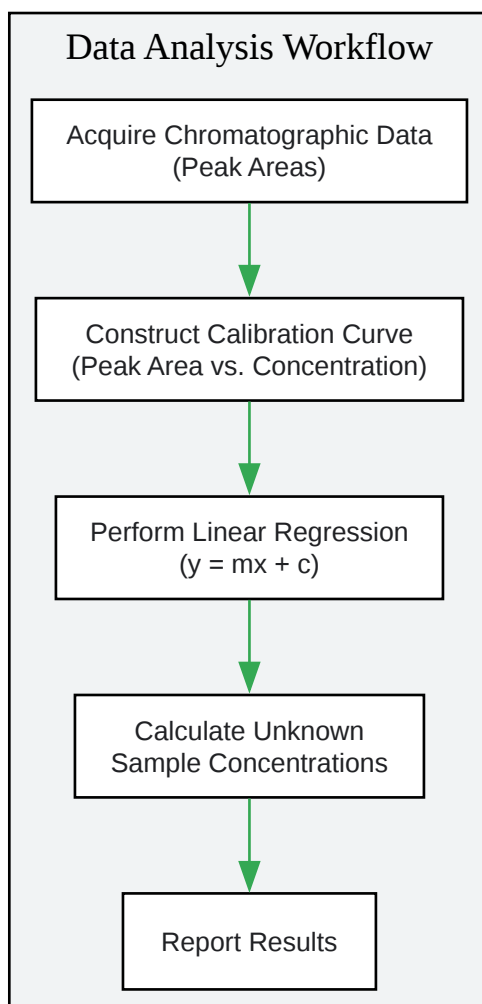 Data Analysis Workflow
Acquire Chromatographic Data
(Peak Areas)
Construct Calibration Curve
(Peak Area vs. Concentration)
Perform Linear Regression
(y = mx + c)
Calculate Unknown
Sample Concentrations
Report Results